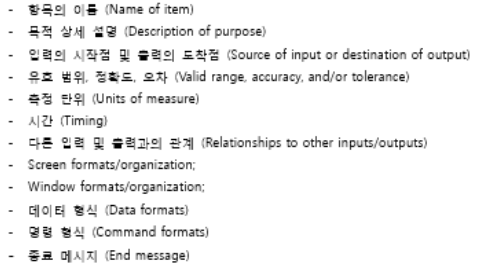 - 항목의 이름 (Name of item)
- 목적 상세 설명 (Description of purpose)
- 입력의 시작점 및 출력의 도착점 (Source of input or destination of output)
- 유효 범위, 정확도, 오차 (Valid range, accuracy, and/or tolerance)
- 측정 단위 (Units of measure)
- 시간 (Timing)
- 다른 입력 및 출력과의 관계 (Relationships to other inputs/outputs)
- Screen formats/organization;
- Window formats/organization;
- 데이터 형식 (Data formats)
- 명령 형식 (Command formats)
- 종료 메시지 (End message)